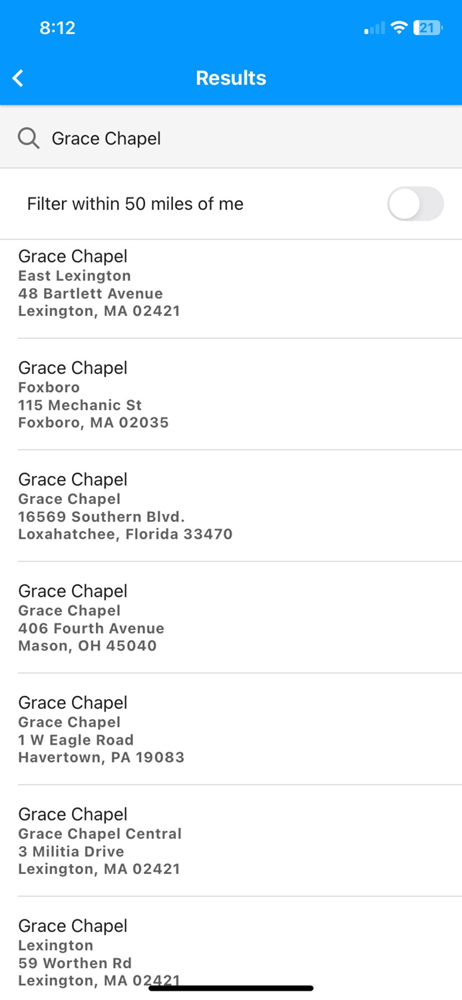 8:12
21
Results
Grace Chapel
Filter within 50 miles of me
Grace Chapel
East Lexington
48 Bartlett Avenue
Lexington, MA 02421
Grace Chapel
Foxboro
115 Mechanic St
Foxboro, MA 02035
Grace Chapel
Grace Chapel
16569 Southern Blvd.
Loxahatchee, Florida 33470
Grace Chapel
Grace Chapel
406 Fourth Avenue
Mason, OH 45040
Grace Chapel
Grace Chapel
1 W Eagle Road
Havertown, PA 19083
Grace Chapel
Grace Chapel Central
3 Militia Drive
Lexington, MA 02421
Grace Chapel
Lexington
59 Worthen Rd
Lexington, MA 02421